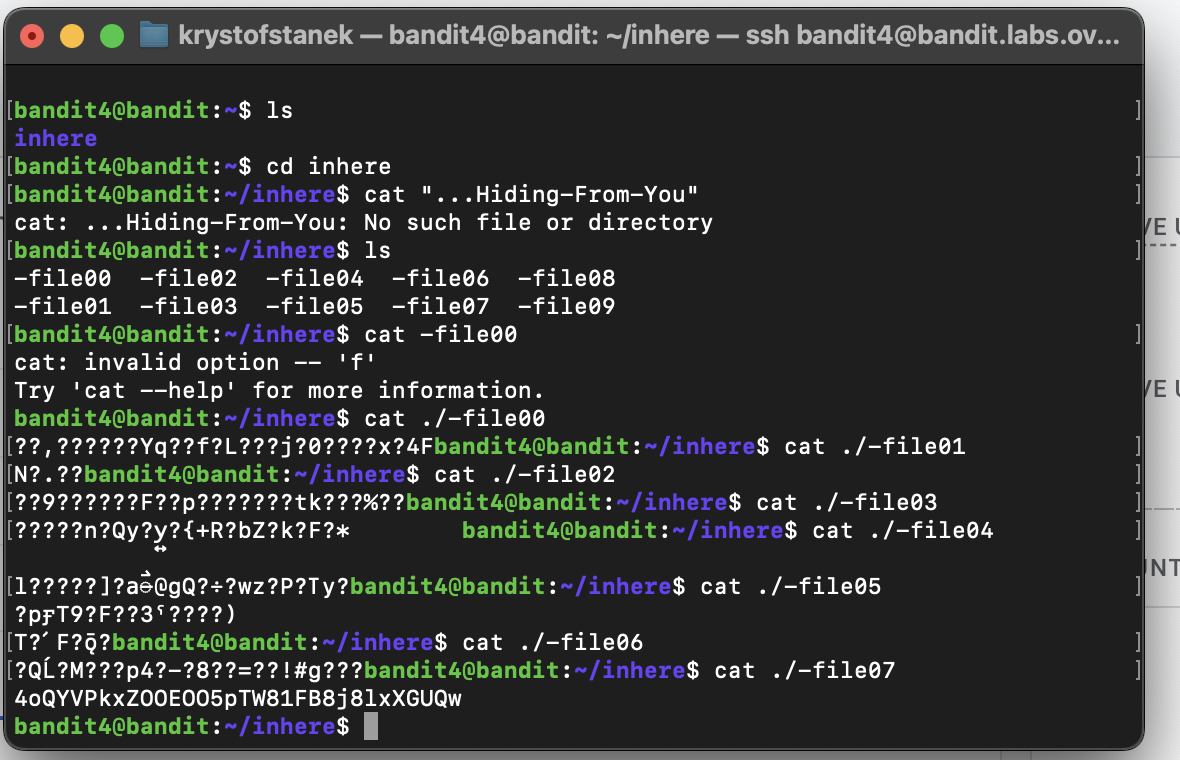 krystofstanek — bandit4@bandit: ~/inhere — ssh bandit4@bandit.labs.ov...
[bandit4@bandit:~$ ls ]
inhere
[bandit4@bandit:~$ cd inhere ]
[bandit4@bandit:~/inhere$ cat "...Hiding-From-You" ]
cat: ...Hiding-From-You: No such file or directory
[bandit4@bandit:~/inhere$ ls ]
-file00  -file02  -file04  -file06  -file08
-file01  -file03  -file05  -file07  -file09
[bandit4@bandit:~/inhere$ cat -file00 ]
cat: invalid option -- 'f'
Try 'cat --help' for more information.
bandit4@bandit:~/inhere$ cat ./-file00
[??,??????Yq??f?L???j?0????x?4Fbandit4@bandit:~/inhere$ cat ./-file01 ]
[N?.??bandit4@bandit:~/inhere$ cat ./-file02 ]
[??9??????F??p???????tk???%??bandit4@bandit:~/inhere$ cat ./-file03 ]
[?????n?Qy?y?{+R?bZ?k?F?*        bandit4@bandit:~/inhere$ cat ./-file04 ]
[l?????]?a@gQ?÷?wz?P?Ty?bandit4@bandit:~/inhere$ cat ./-file05 ]
?pӻT9?F??3ˤ????)
T?՛F?q̄?bandit4@bandit:~/inhere$ cat ./-file06
[?QĹ?M???p4?-?8??=??!#g???bandit4@bandit:~/inhere$ cat ./-file07 ]
4oQYVPkxZOOEOO5pTW81FB8j8lxXGUQw
bandit4@bandit:~/inhere$